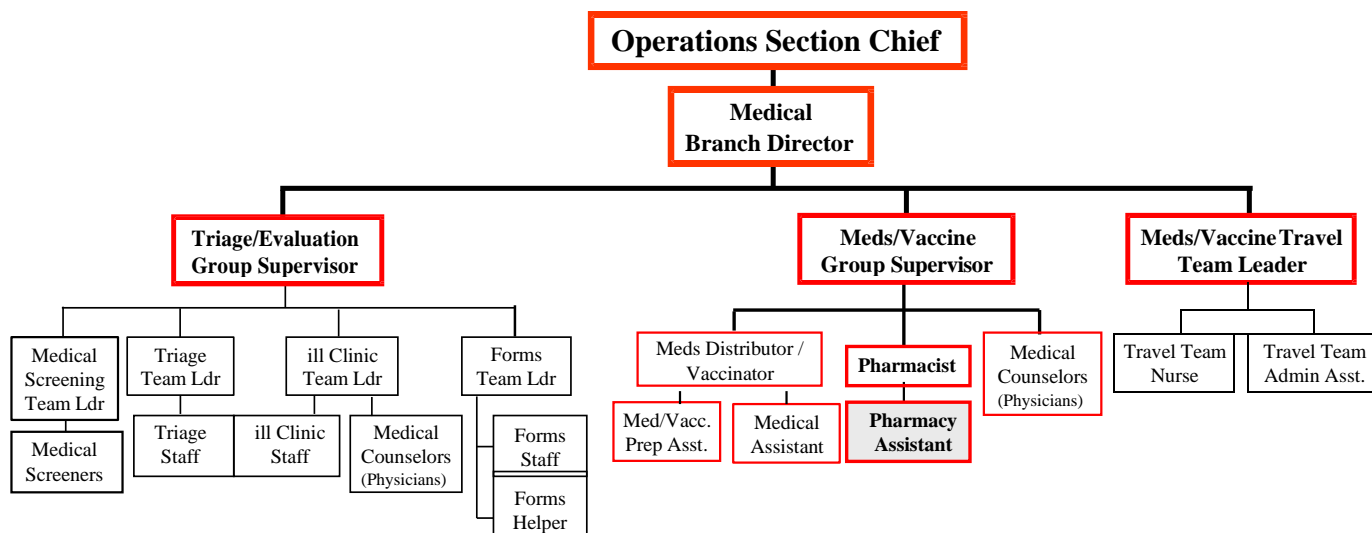 Operations Section Chief
Medical
Branch Director
Triage/Evaluation
Group Supervisor
Meds/Vaccine
Group Supervisor
Meds/Vaccine Travel
Team Leader
Medical
Screening
Team Ldr
Triage
Team Ldr
ill Clinic
Team Ldr
Forms
Team Ldr
Meds Distributor /
Vaccinator
Pharmacist
Medical
Counselors
(Physicians)
Travel Team
Nurse
Travel Team
Admin Asst.
Medical
Screeners
Triage
Staff
ill Clinic
Staff
Medical
Counselors
(Physicians)
Forms
Staff
Forms
Helper
Med/Vacc.
Prep Asst.
Medical
Assistant
Pharmacy
Assistant